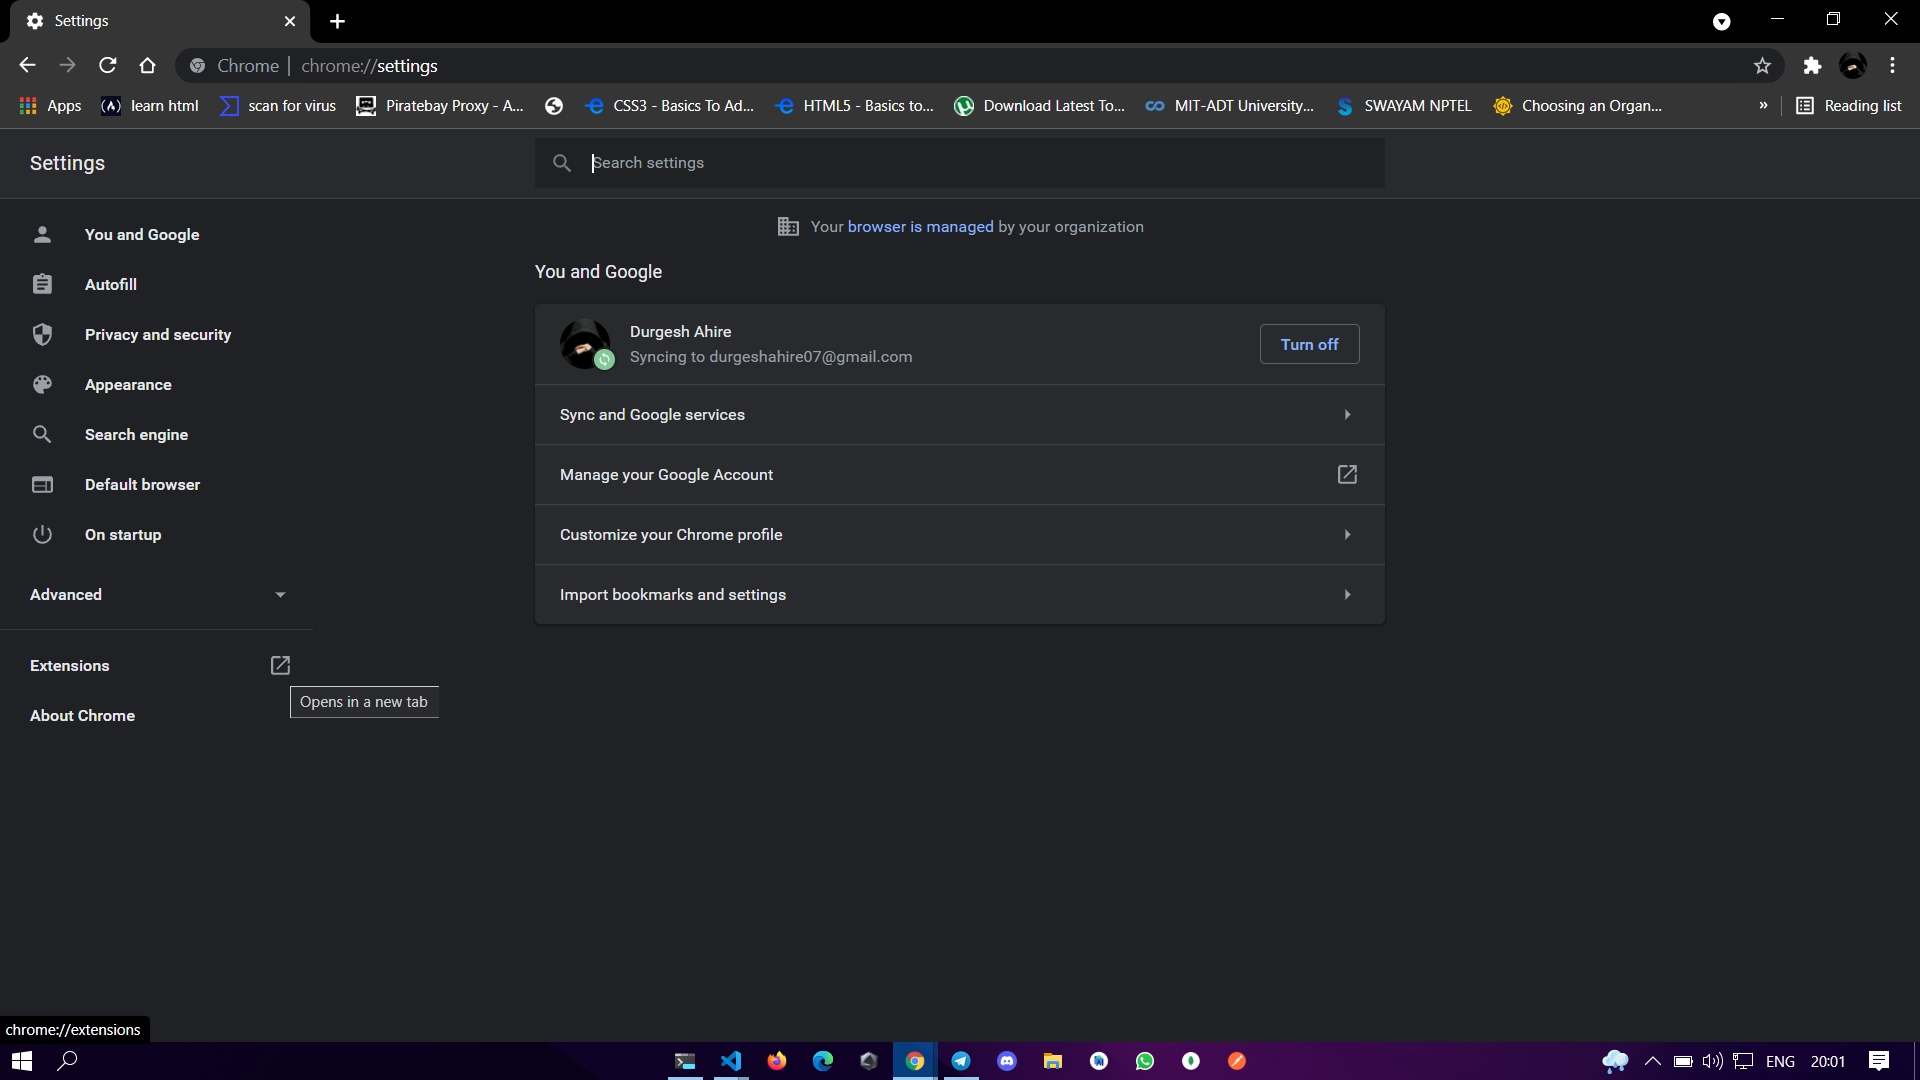 Settings
Chrome | chrome://settings
Apps learn html scan for virus Piratebay Proxy - A... CSS3 - Basics To Ad... HTML5 - Basics to... Download Latest To... MIT-ADT University... SWAYAM NPTEL Choosing an Organ... » Reading list
Settings
Search settings
Your browser is managed by your organization
You and Google
Autofill
Privacy and security
Appearance
Search engine
Default browser
On startup
Advanced
Extensions
Opens in a new tab
About Chrome
You and Google
Durgesh Ahire
Syncing to durgeshahire07@gmail.com
Turn off
Sync and Google services
Manage your Google Account
Customize your Chrome profile
Import bookmarks and settings
chrome://extensions
ENG 20:01